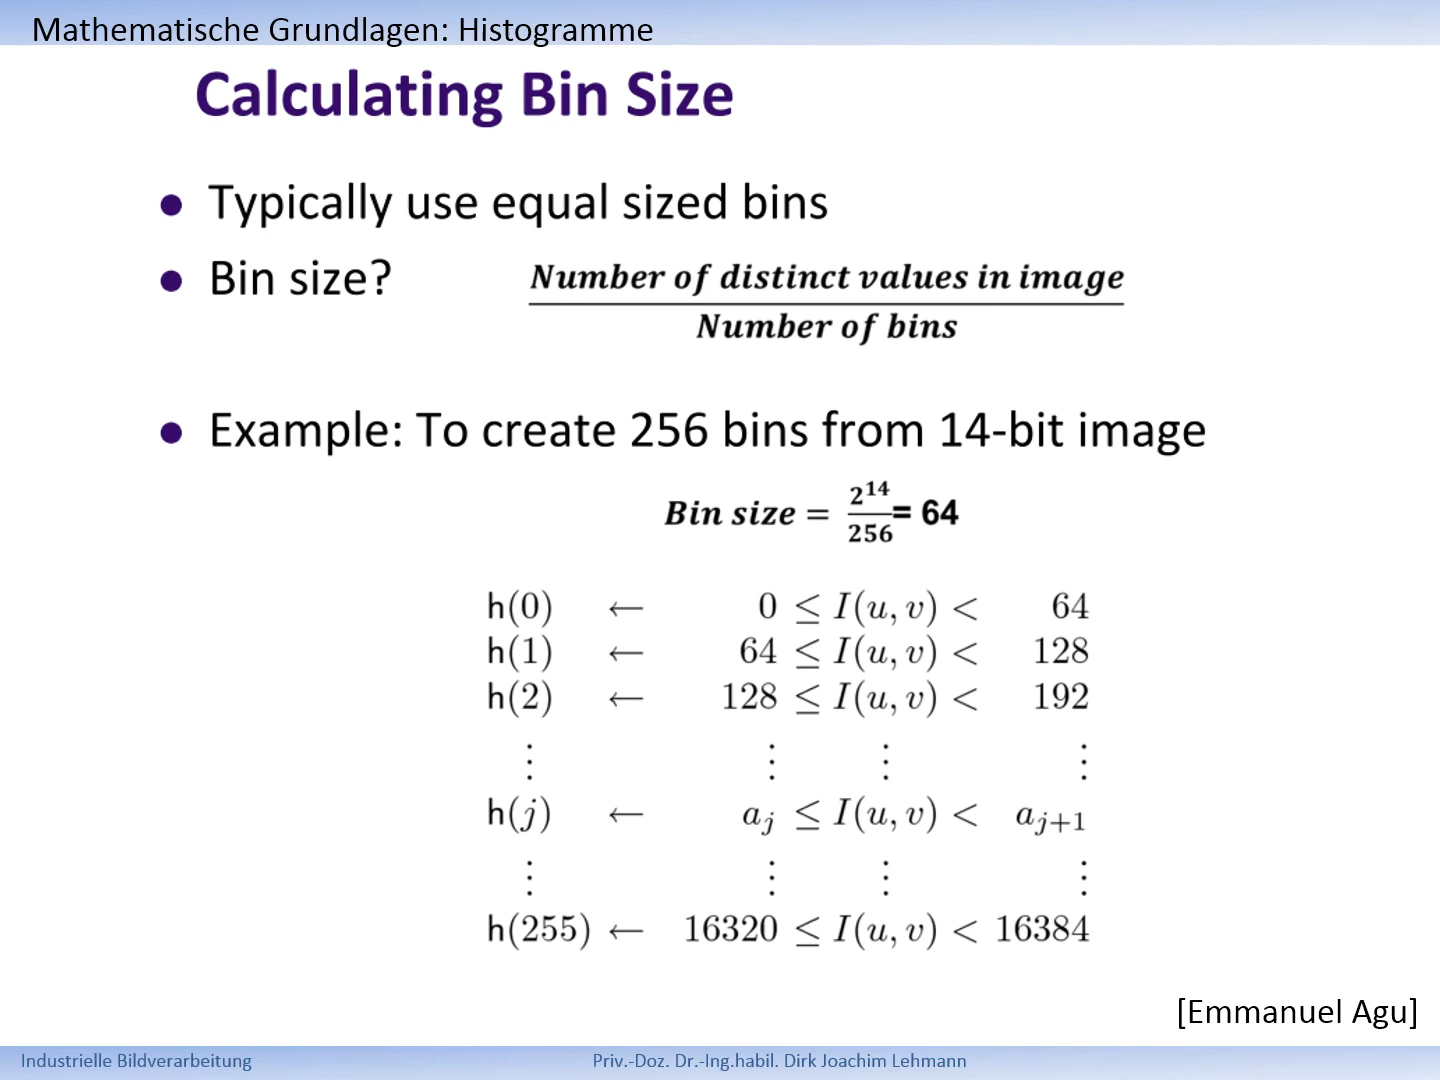 Mathematische Grundlagen: Histogramme
Calculating Bin Size
● Typically use equal sized bins
● Bin size? Number of distinct values in image
Number of bins
● Example: To create 256 bins from 14-bit image
Bin size = 2^14/256 = 64
h(0) ← 0 ≤ I(u, v) < 64
h(1) ← 64 ≤ I(u, v) < 128
h(2) ← 128 ≤ I(u, v) < 192
⋮ ⋮ ⋮ ⋮
h(j) ← a_j ≤ I(u, v) < a_{j+1}
⋮ ⋮ ⋮ ⋮
h(255) ← 16320 ≤ I(u, v) < 16384
[Emmanuel Agu]
Industrielle Bildverarbeitung Priv.-Doz. Dr.-Ing.habil. Dirk Joachim Lehmann